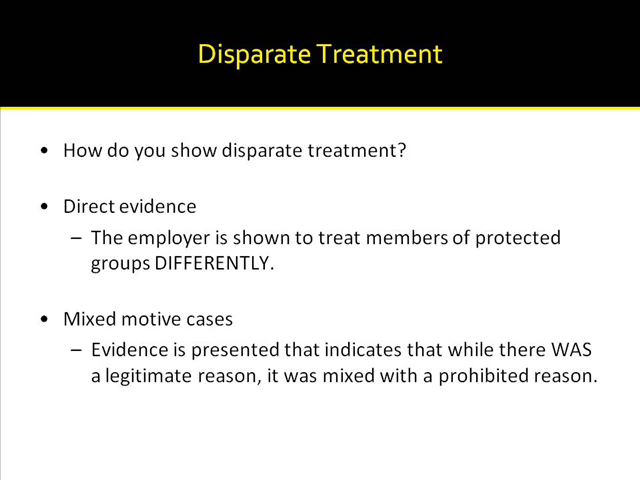 Disparate Treatment
• How do you show disparate treatment?
• Direct evidence
– The employer is shown to treat members of protected
groups DIFFERENTLY.
• Mixed motive cases
– Evidence is presented that indicates that while there WAS
a legitimate reason, it was mixed with a prohibited reason.